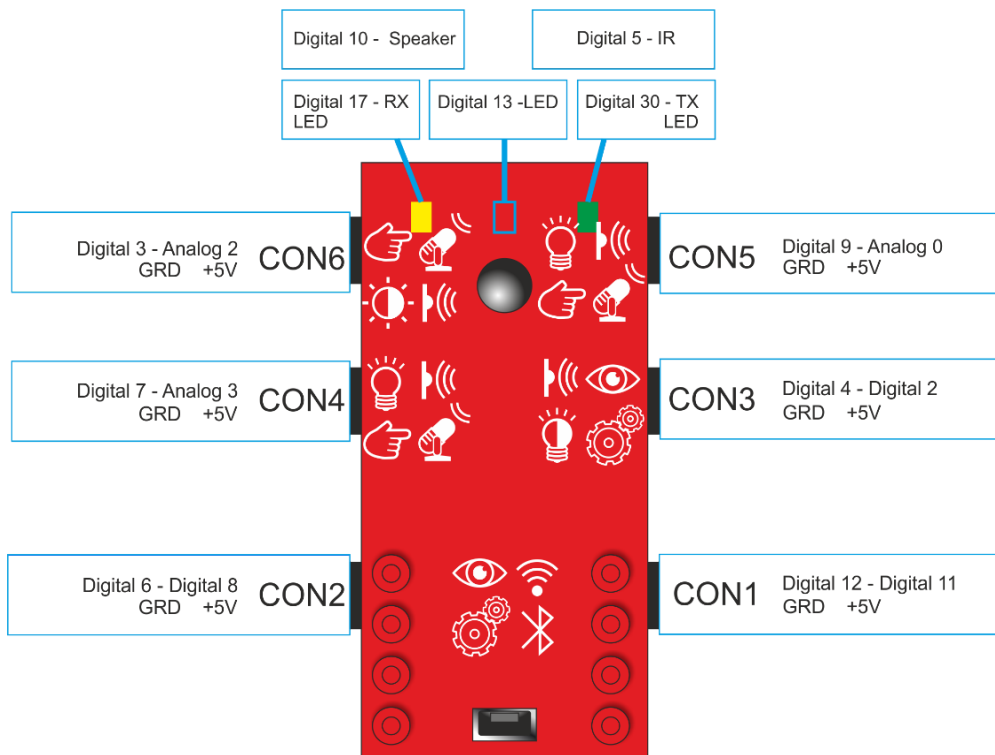 Digital 10 - Speaker
Digital 5 - IR
Digital 17 - RX
LED
Digital 13 -LED
Digital 30 - TX
LED
Digital 3 - Analog 2
GRD +5V
CON6
CON5
Digital 9 - Analog 0
GRD +5V
Digital 7 - Analog 3
GRD +5V
CON4
CON3
Digital 4 - Digital 2
GRD +5V
Digital 6 - Digital 8
GRD +5V
CON2
CON1
Digital 12 - Digital 11
GRD +5V